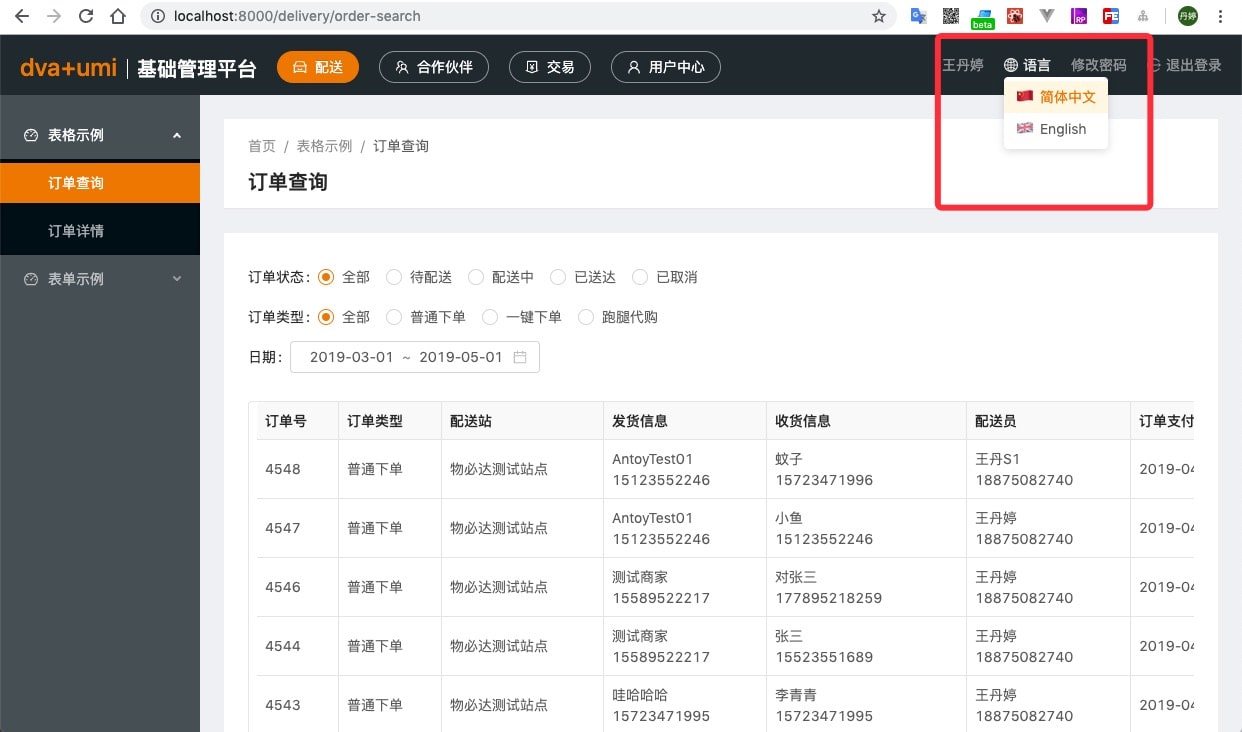 localhost:8000/delivery/order-search
beta
RP
FE
丹婷
dva+umi 基础管理平台 配送 合作伙伴 交易 用户中心 王丹婷 语言 修改密码 退出登录
简体中文
English
表格示例
订单查询
订单详情
表单示例
首页 / 表格示例 / 订单查询
订单查询
订单状态: 全部 待配送 配送中 已送达 已取消
订单类型: 全部 普通下单 一键下单 跑腿代购
日期: 2019-03-01 ~ 2019-05-01
订单号 订单类型 配送站 发货信息 收货信息 配送员 订单支付
4548 普通下单 物必达测试站点 AntoyTest01 蚊子 王丹S1 2019-04
15123552246 15723471996 18875082740
4547 普通下单 物必达测试站点 AntoyTest01 小鱼 王丹婷 2019-04
15123552246 15123552246 18875082740
4546 普通下单 物必达测试站点 测试商家 对张三 王丹婷 2019-04
15589522217 177895218259 18875082740
4544 普通下单 物必达测试站点 测试商家 张三 王丹婷 2019-04
15589522217 15523551689 18875082740
4543 普通下单 物必达测试站点 哇哈哈哈 李青青 王丹婷 2019-04
15723471995 15723471995 18875082740